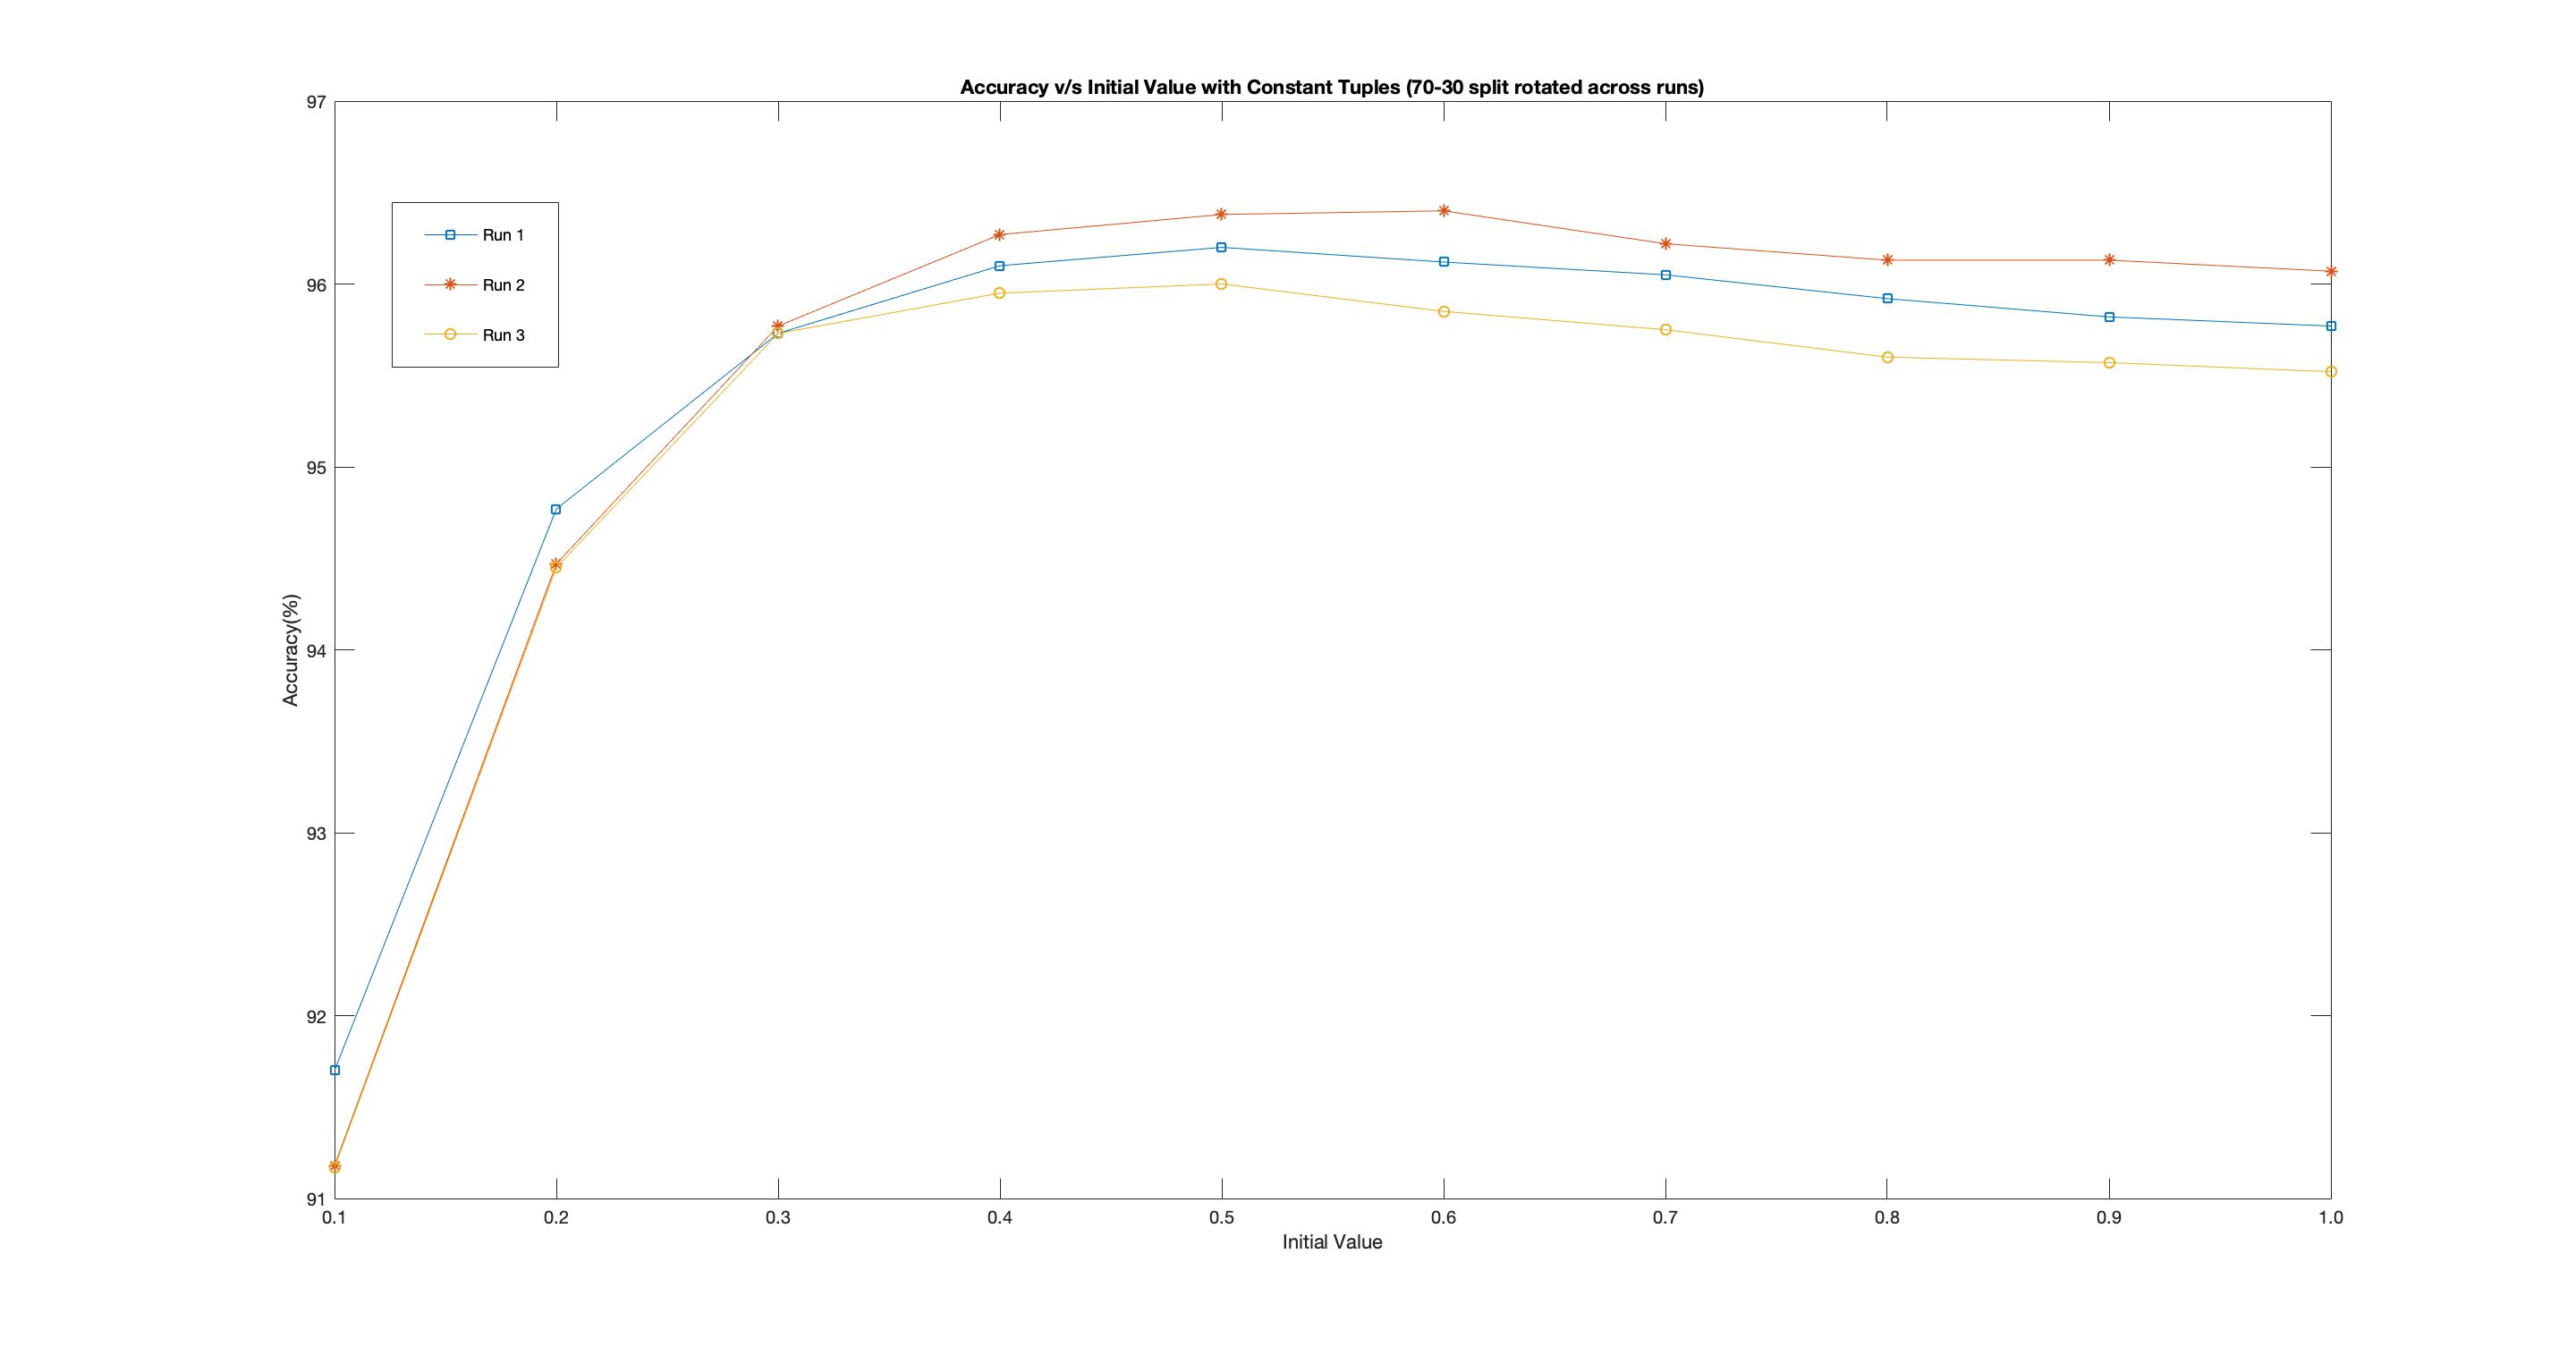 Accuracy v/s Initial Value with Constant Tuples (70-30 split rotated across runs)
97
96
95
94
93
92
91
Accuracy(%)
Run 1
Run 2
Run 3
0.1 0.2 0.3 0.4 0.5 0.6 0.7 0.8 0.9 1.0
Initial Value